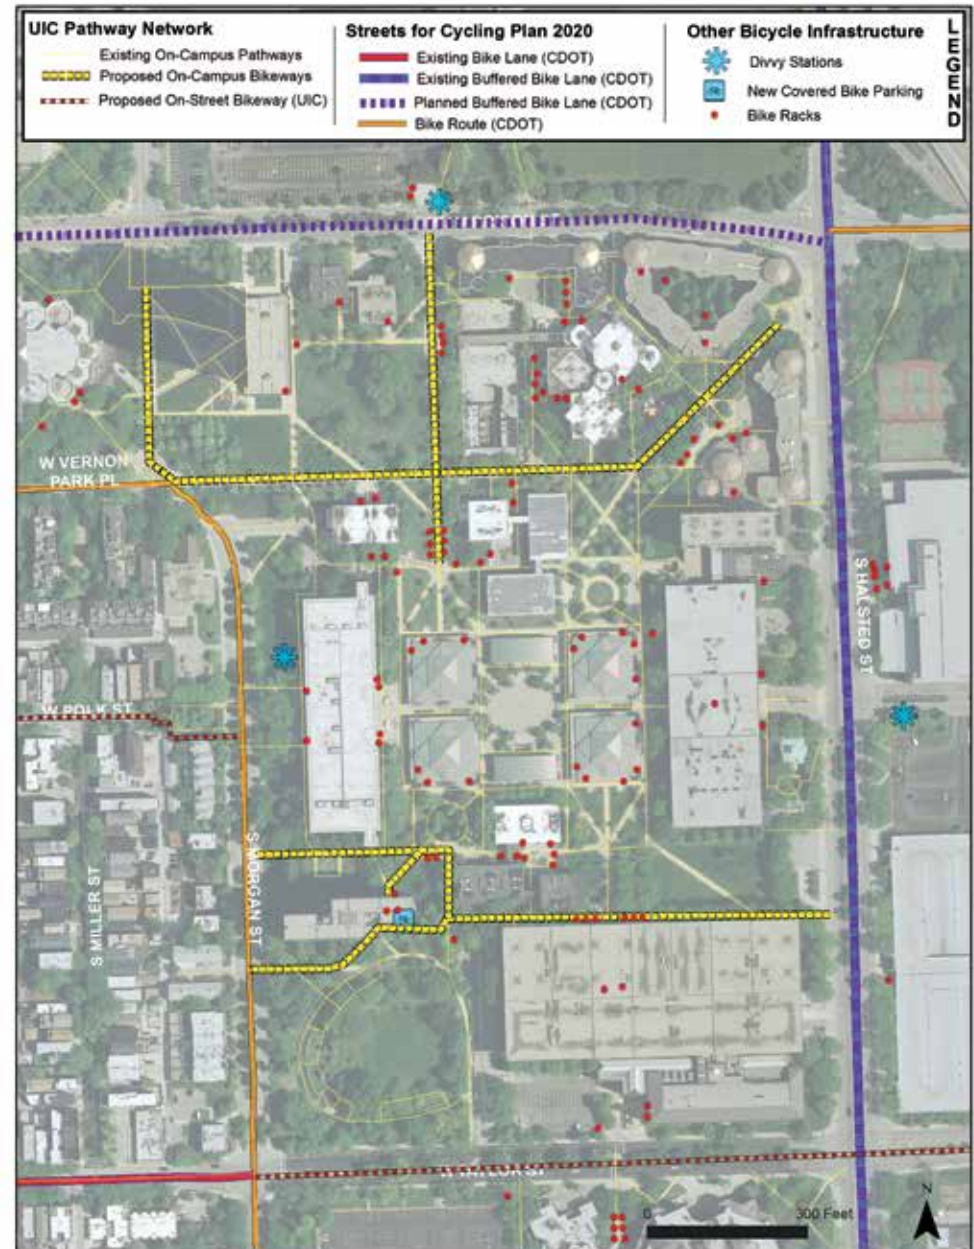 UIC Pathway Network
Existing On-Campus Pathways
Proposed On-Campus Bikeways
Proposed On-Street Bikeway (UIC)
Streets for Cycling Plan 2020
Existing Bike Lane (CDOT)
Existing Buffered Bike Lane (CDOT)
Planned Buffered Bike Lane (CDOT)
Bike Route (CDOT)
Other Bicycle Infrastructure
Divvy Stations
New Covered Bike Parking
Bike Racks
LEGEND
W VERNON
PARK PL
S HALSTED ST
W POLK ST
S MORGAN ST
S MILLER ST
N
0
300 Feet